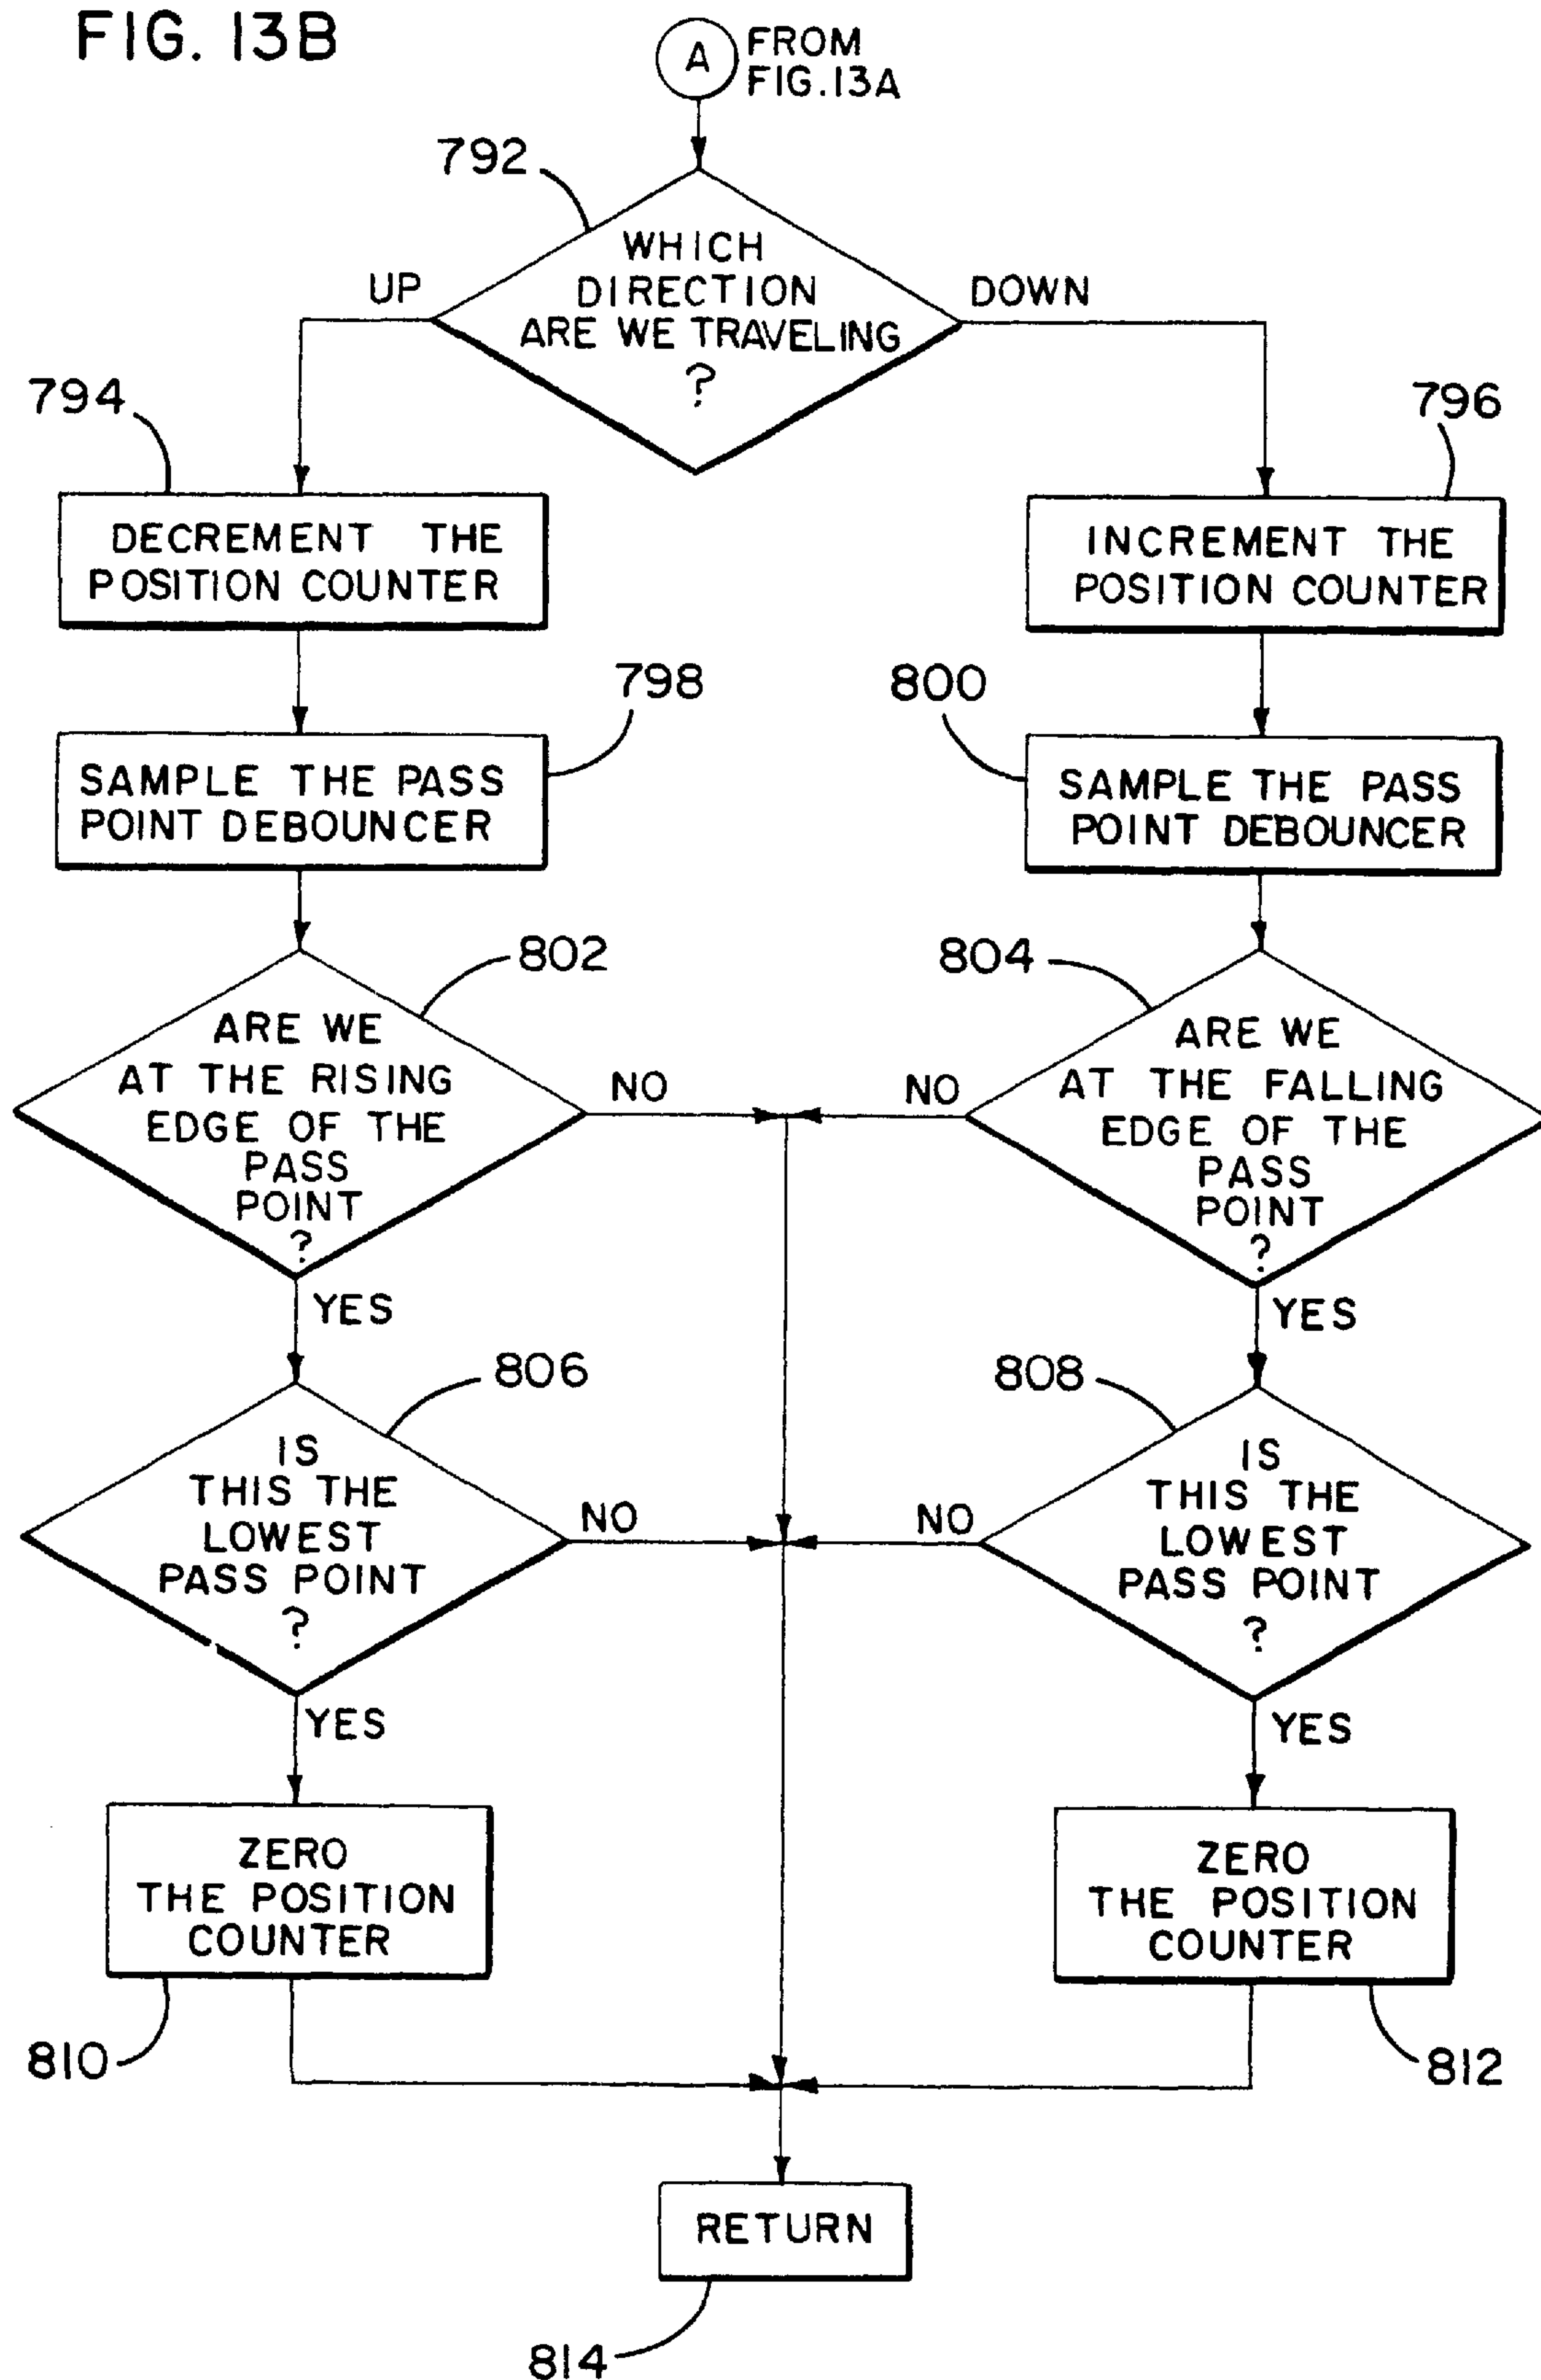 FIG. 13B
A
FROM
FIG.13A
792
WHICH
DIRECTION
ARE WE TRAVELING
?
UP
DOWN
794
796
DECREMENT THE
POSITION COUNTER
INCREMENT THE
POSITION COUNTER
798
800
SAMPLE THE PASS
POINT DEBOUNCER
SAMPLE THE PASS
POINT DEBOUNCER
802
804
ARE WE
AT THE RISING
EDGE OF THE
PASS
POINT
?
NO
NO
ARE WE
AT THE FALLING
EDGE OF THE
PASS
POINT
?
YES
YES
806
808
IS
THIS THE
LOWEST
PASS POINT
?
NO
NO
IS
THIS THE
LOWEST
PASS POINT
?
YES
YES
ZERO
THE POSITION
COUNTER
ZERO
THE POSITION
COUNTER
810
812
RETURN
814